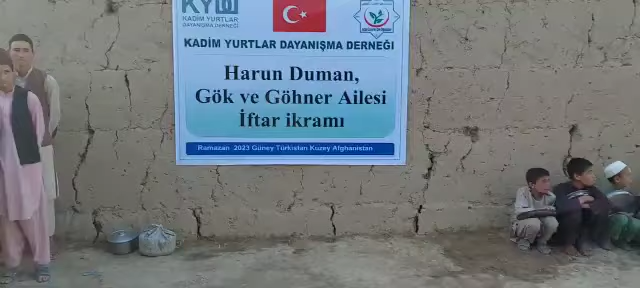 KYDD
KADİM YURTLAR
DAYANIŞMA DERNEĞİ
KADİM YURTLAR DAYANIŞMA DERNEĞİ
Harun Duman,
Gök ve Göhner Ailesi
İftar ikramı
Ramazan 2023 Güney Türkistan Kuzey Afghanistan